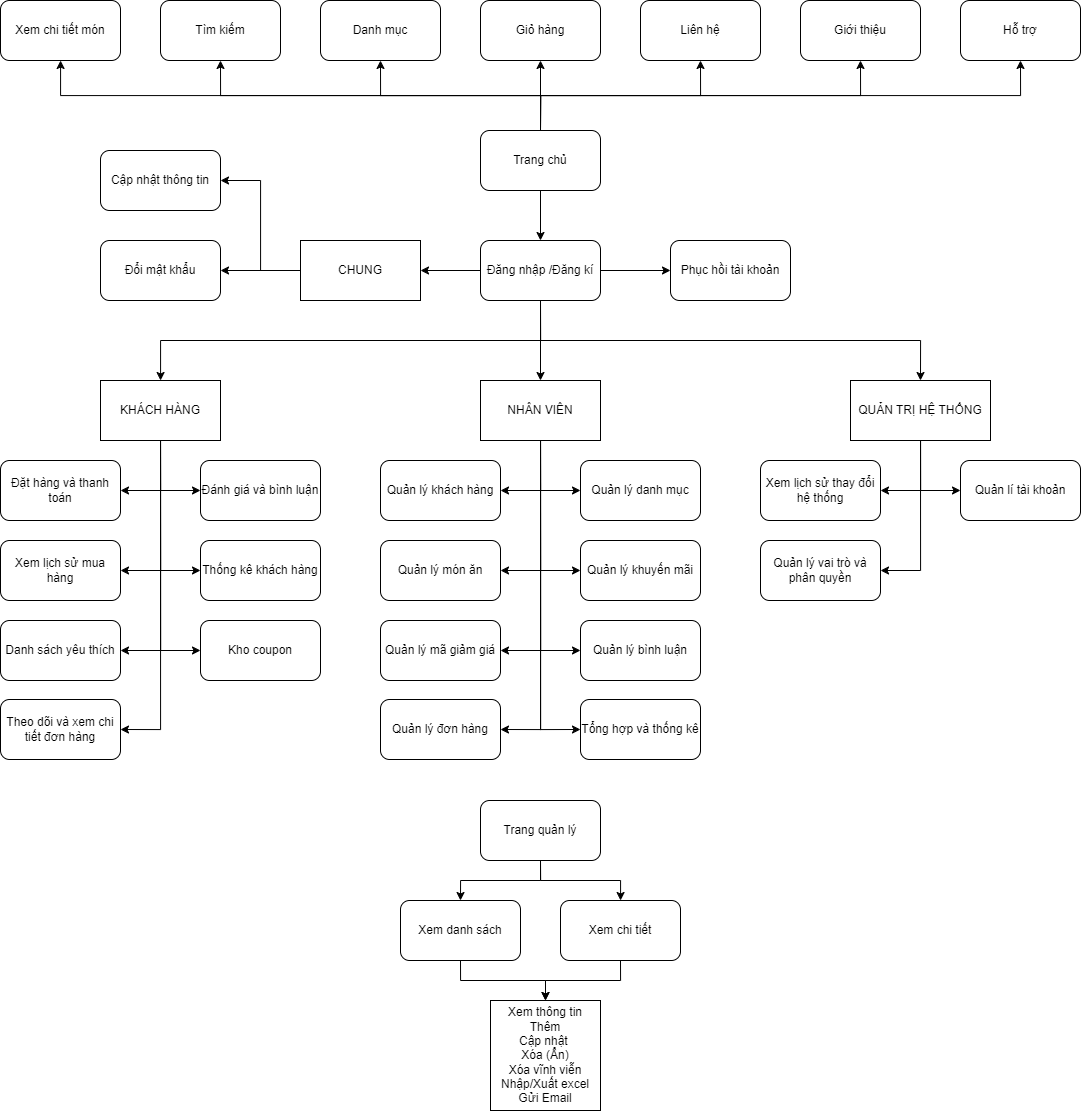 Xem chi tiết món
Tìm kiếm
Danh mục
Giỏ hàng
Liên hệ
Giới thiệu
Hỗ trợ
Trang chủ
Cập nhật thông tin
Đổi mật khẩu
CHUNG
Đăng nhập /Đăng kí
Phục hồi tài khoản
KHÁCH HÀNG
NHÂN VIÊN
QUẢN TRỊ HỆ THỐNG
Đặt hàng và thanh
toán
Đánh giá và bình luận
Quản lý khách hàng
Quản lý danh mục
Xem lịch sử thay đổi
hệ thống
Quản lí tài khoản
Xem lịch sử mua
hàng
Thống kê khách hàng
Quản lý món ăn
Quản lý khuyến mãi
Quản lý vai trò và
phân quyền
Danh sách yêu thích
Kho coupon
Quản lý mã giảm giá
Quản lý bình luận
Theo dõi và xem chi
tiết đơn hàng
Quản lý đơn hàng
Tổng hợp và thống kê
Trang quản lý
Xem danh sách
Xem chi tiết
Xem thông tin
Thêm
Cập nhật
Xóa (Ẩn)
Xóa vĩnh viễn
Nhập/Xuất excel
Gửi Email